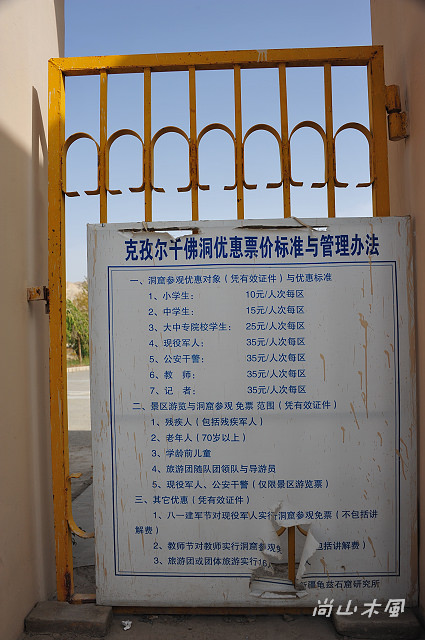 克孜尔千佛洞优惠票价标准与管理办法
一、洞窟参观优惠对象（凭有效证件）与优惠标准
1、小学生： 10元/人次每区
2、中学生： 15元/人次每区
3、大中专院校学生： 25元/人次每区
4、现役军人： 35元/人次每区
5、公安干警： 35元/人次每区
6、教 师： 35元/人次每区
7、记 者： 35元/人次每区
二、景区游览与洞窟参观 免票 范围（凭有效证件）
1、残疾人（包括残疾军人）
2、老年人（70岁以上）
3、学龄前儿童
4、旅游团随队团领队与导游员
5、现役军人、公安干警（仅限景区游览票）
三、其它优惠（凭有效证件）
1、八一建军节对现役军人实行洞窟参观免票（不包括讲
解费）
2、教师节对教师实行洞窟参观免 包括讲解费）
3、旅游团或团体旅游实行16
疆龟兹石窟研究所
尚山木風